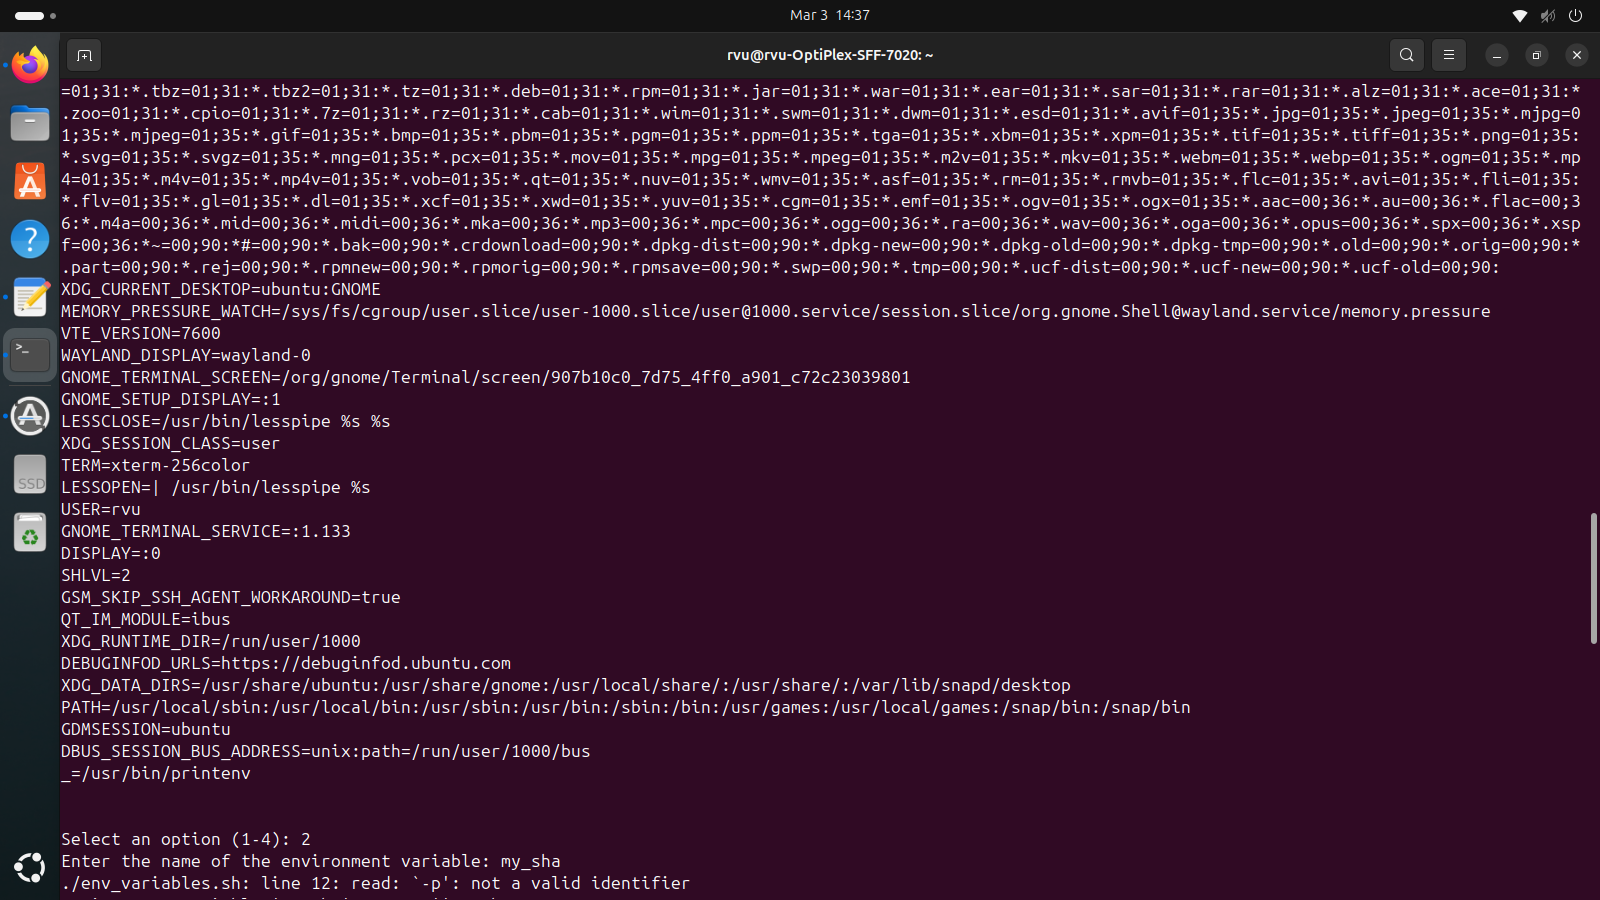 Mar 3 14:37
rvu@rvu-OptiPlex-SFF-7020: ~
=01;31:*.tbz=01;31:*.tbz2=01;31:*.tz=01;31:*.deb=01;31:*.rpm=01;31:*.jar=01;31:*.war=01;31:*.ear=01;31:*.sar=01;31:*.rar=01;31:*.alz=01;31:*.ace=01;31:*
.zoo=01;31:*.cpio=01;31:*.7z=01;31:*.rz=01;31:*.cab=01;31:*.wim=01;31:*.swm=01;31:*.dwm=01;31:*.esd=01;31:*.avif=01;35:*.jpg=01;35:*.jpeg=01;35:*.mjpg=0
1;35:*.mjpeg=01;35:*.gif=01;35:*.bmp=01;35:*.pbm=01;35:*.pgm=01;35:*.ppm=01;35:*.tga=01;35:*.xbm=01;35:*.xpm=01;35:*.tif=01;35:*.tiff=01;35:*.png=01;35:
*.svg=01;35:*.svgz=01;35:*.mng=01;35:*.pcx=01;35:*.mov=01;35:*.mpg=01;35:*.mpeg=01;35:*.m2v=01;35:*.mkv=01;35:*.webm=01;35:*.webp=01;35:*.ogm=01;35:*.mp
4=01;35:*.m4v=01;35:*.mp4v=01;35:*.vob=01;35:*.qt=01;35:*.nuv=01;35:*.wmv=01;35:*.asf=01;35:*.rm=01;35:*.rmvb=01;35:*.flc=01;35:*.avi=01;35:*.fli=01;35:
*.flv=01;35:*.gl=01;35:*.dl=01;35:*.xcf=01;35:*.xwd=01;35:*.yuv=01;35:*.cgm=01;35:*.emf=01;35:*.ogv=01;35:*.ogx=01;35:*.aac=00;36:*.au=00;36:*.flac=00;3
6:*.m4a=00;36:*.mid=00;36:*.midi=00;36:*.mka=00;36:*.mp3=00;36:*.mpc=00;36:*.ogg=00;36:*.ra=00;36:*.wav=00;36:*.oga=00;36:*.opus=00;36:*.spx=00;36:*.xsp
f=00;36:*~=00;90:*#=00;90:*.bak=00;90:*.crdownload=00;90:*.dpkg-dist=00;90:*.dpkg-new=00;90:*.dpkg-old=00;90:*.dpkg-tmp=00;90:*.old=00;90:*.orig=00;90:*
.part=00;90:*.rej=00;90:*.rpmnew=00;90:*.rpmorig=00;90:*.rpmsave=00;90:*.swp=00;90:*.tmp=00;90:*.ucf-dist=00;90:*.ucf-new=00;90:*.ucf-old=00;90:
XDG_CURRENT_DESKTOP=ubuntu:GNOME
MEMORY_PRESSURE_WATCH=/sys/fs/cgroup/user.slice/user-1000.slice/user@1000.service/session.slice/org.gnome.Shell@wayland.service/memory.pressure
VTE_VERSION=7600
WAYLAND_DISPLAY=wayland-0
GNOME_TERMINAL_SCREEN=/org/gnome/Terminal/screen/907b10c0_7d75_4ff0_a901_c72c23039801
GNOME_SETUP_DISPLAY=:1
LESSCLOSE=/usr/bin/lesspipe %s %s
XDG_SESSION_CLASS=user
TERM=xterm-256color
LESSOPEN=| /usr/bin/lesspipe %s
USER=rvu
GNOME_TERMINAL_SERVICE=:1.133
DISPLAY=:0
SHLVL=2
GSM_SKIP_SSH_AGENT_WORKAROUND=true
QT_IM_MODULE=ibus
XDG_RUNTIME_DIR=/run/user/1000
DEBUGINFOD_URLS=https://debuginfod.ubuntu.com
XDG_DATA_DIRS=/usr/share/ubuntu:/usr/share/gnome:/usr/local/share/:/usr/share/:/var/lib/snapd/desktop
PATH=/usr/local/sbin:/usr/local/bin:/usr/sbin:/usr/bin:/sbin:/bin:/usr/games:/usr/local/games:/snap/bin:/snap/bin
GDMSESSION=ubuntu
DBUS_SESSION_BUS_ADDRESS=unix:path=/run/user/1000/bus
_=/usr/bin/printenv
SSD
Select an option (1-4): 2
Enter the name of the environment variable: my_sha
./env_variables.sh: line 12: read: `-p': not a valid identifier